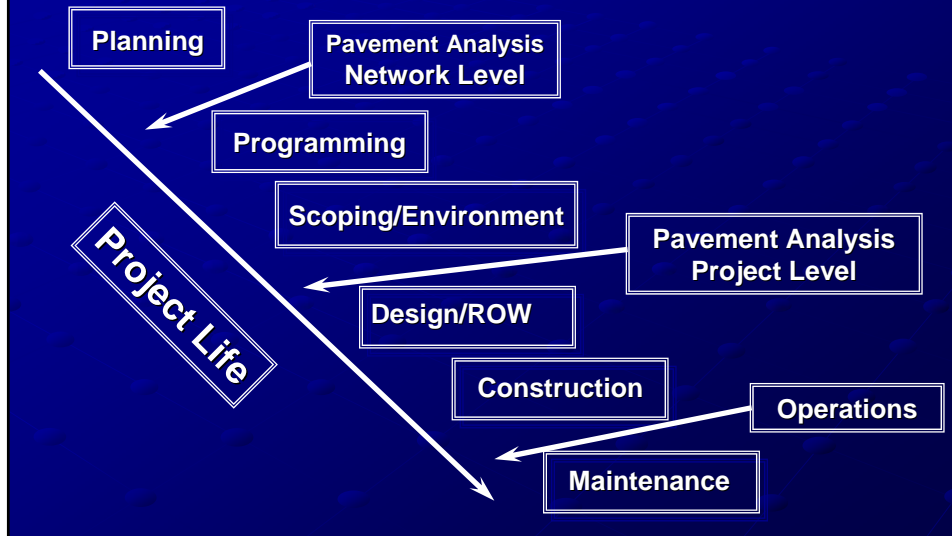 Planning
Pavement Analysis
Network Level
Programming
Scoping/Environment
Pavement Analysis
Project Level
Project Life
Design/ROW
Construction
Operations
Maintenance